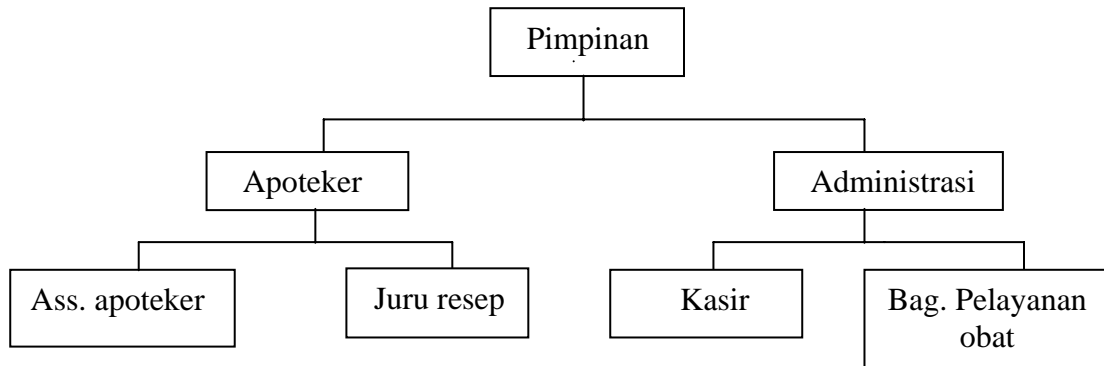 Pimpinan
Apoteker
Administrasi
Ass. apoteker
Juru resep
Kasir
Bag. Pelayanan
obat